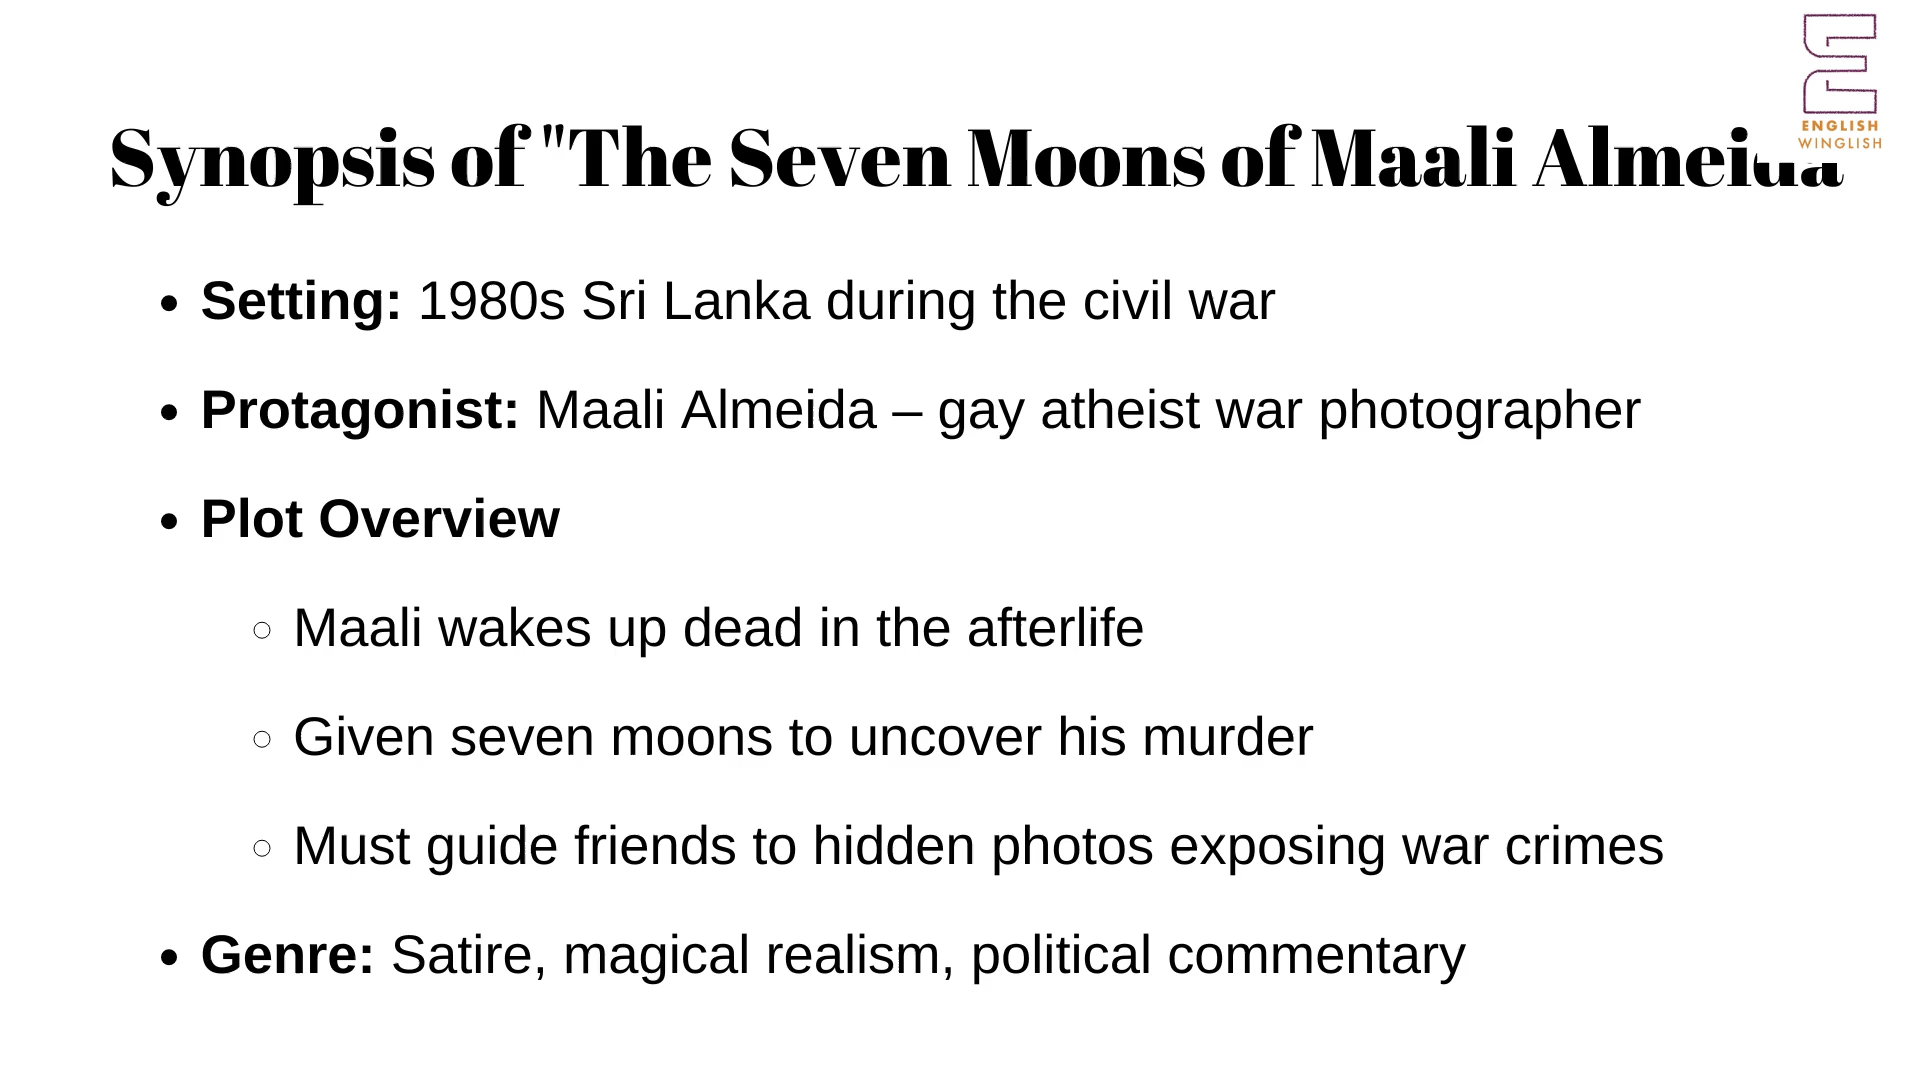 ENGLISH
WINGLISH
Synopsis of "The Seven Moons of Maali Almeida
• Setting: 1980s Sri Lanka during the civil war
• Protagonist: Maali Almeida – gay atheist war photographer
• Plot Overview
○ Maali wakes up dead in the afterlife
○ Given seven moons to uncover his murder
○ Must guide friends to hidden photos exposing war crimes
• Genre: Satire, magical realism, political commentary